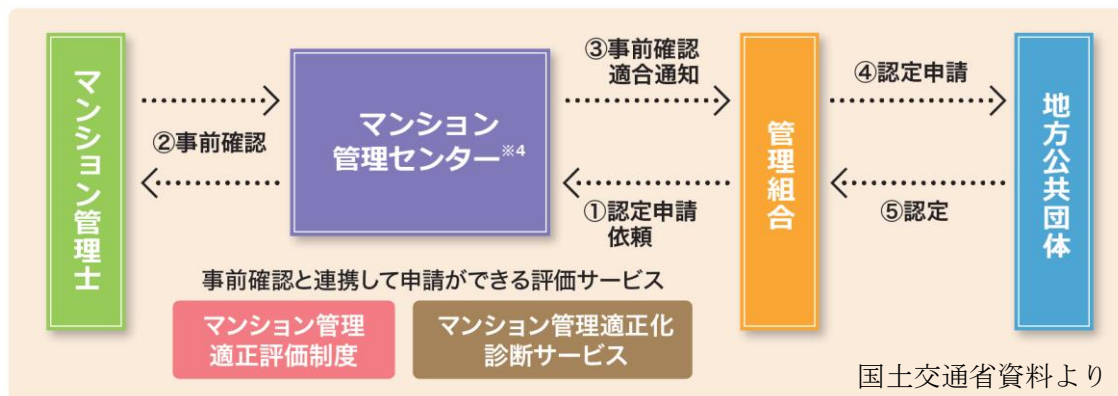 マンション管理士
②事前確認
マンション
管理センター※4
③事前確認
適合通知
①認定申請
依頼
管理組合
④認定申請
⑤認定
地方公共団体
事前確認と連携して申請ができる評価サービス
マンション管理
適正評価制度
マンション管理適正化
診断サービス
国土交通省資料より